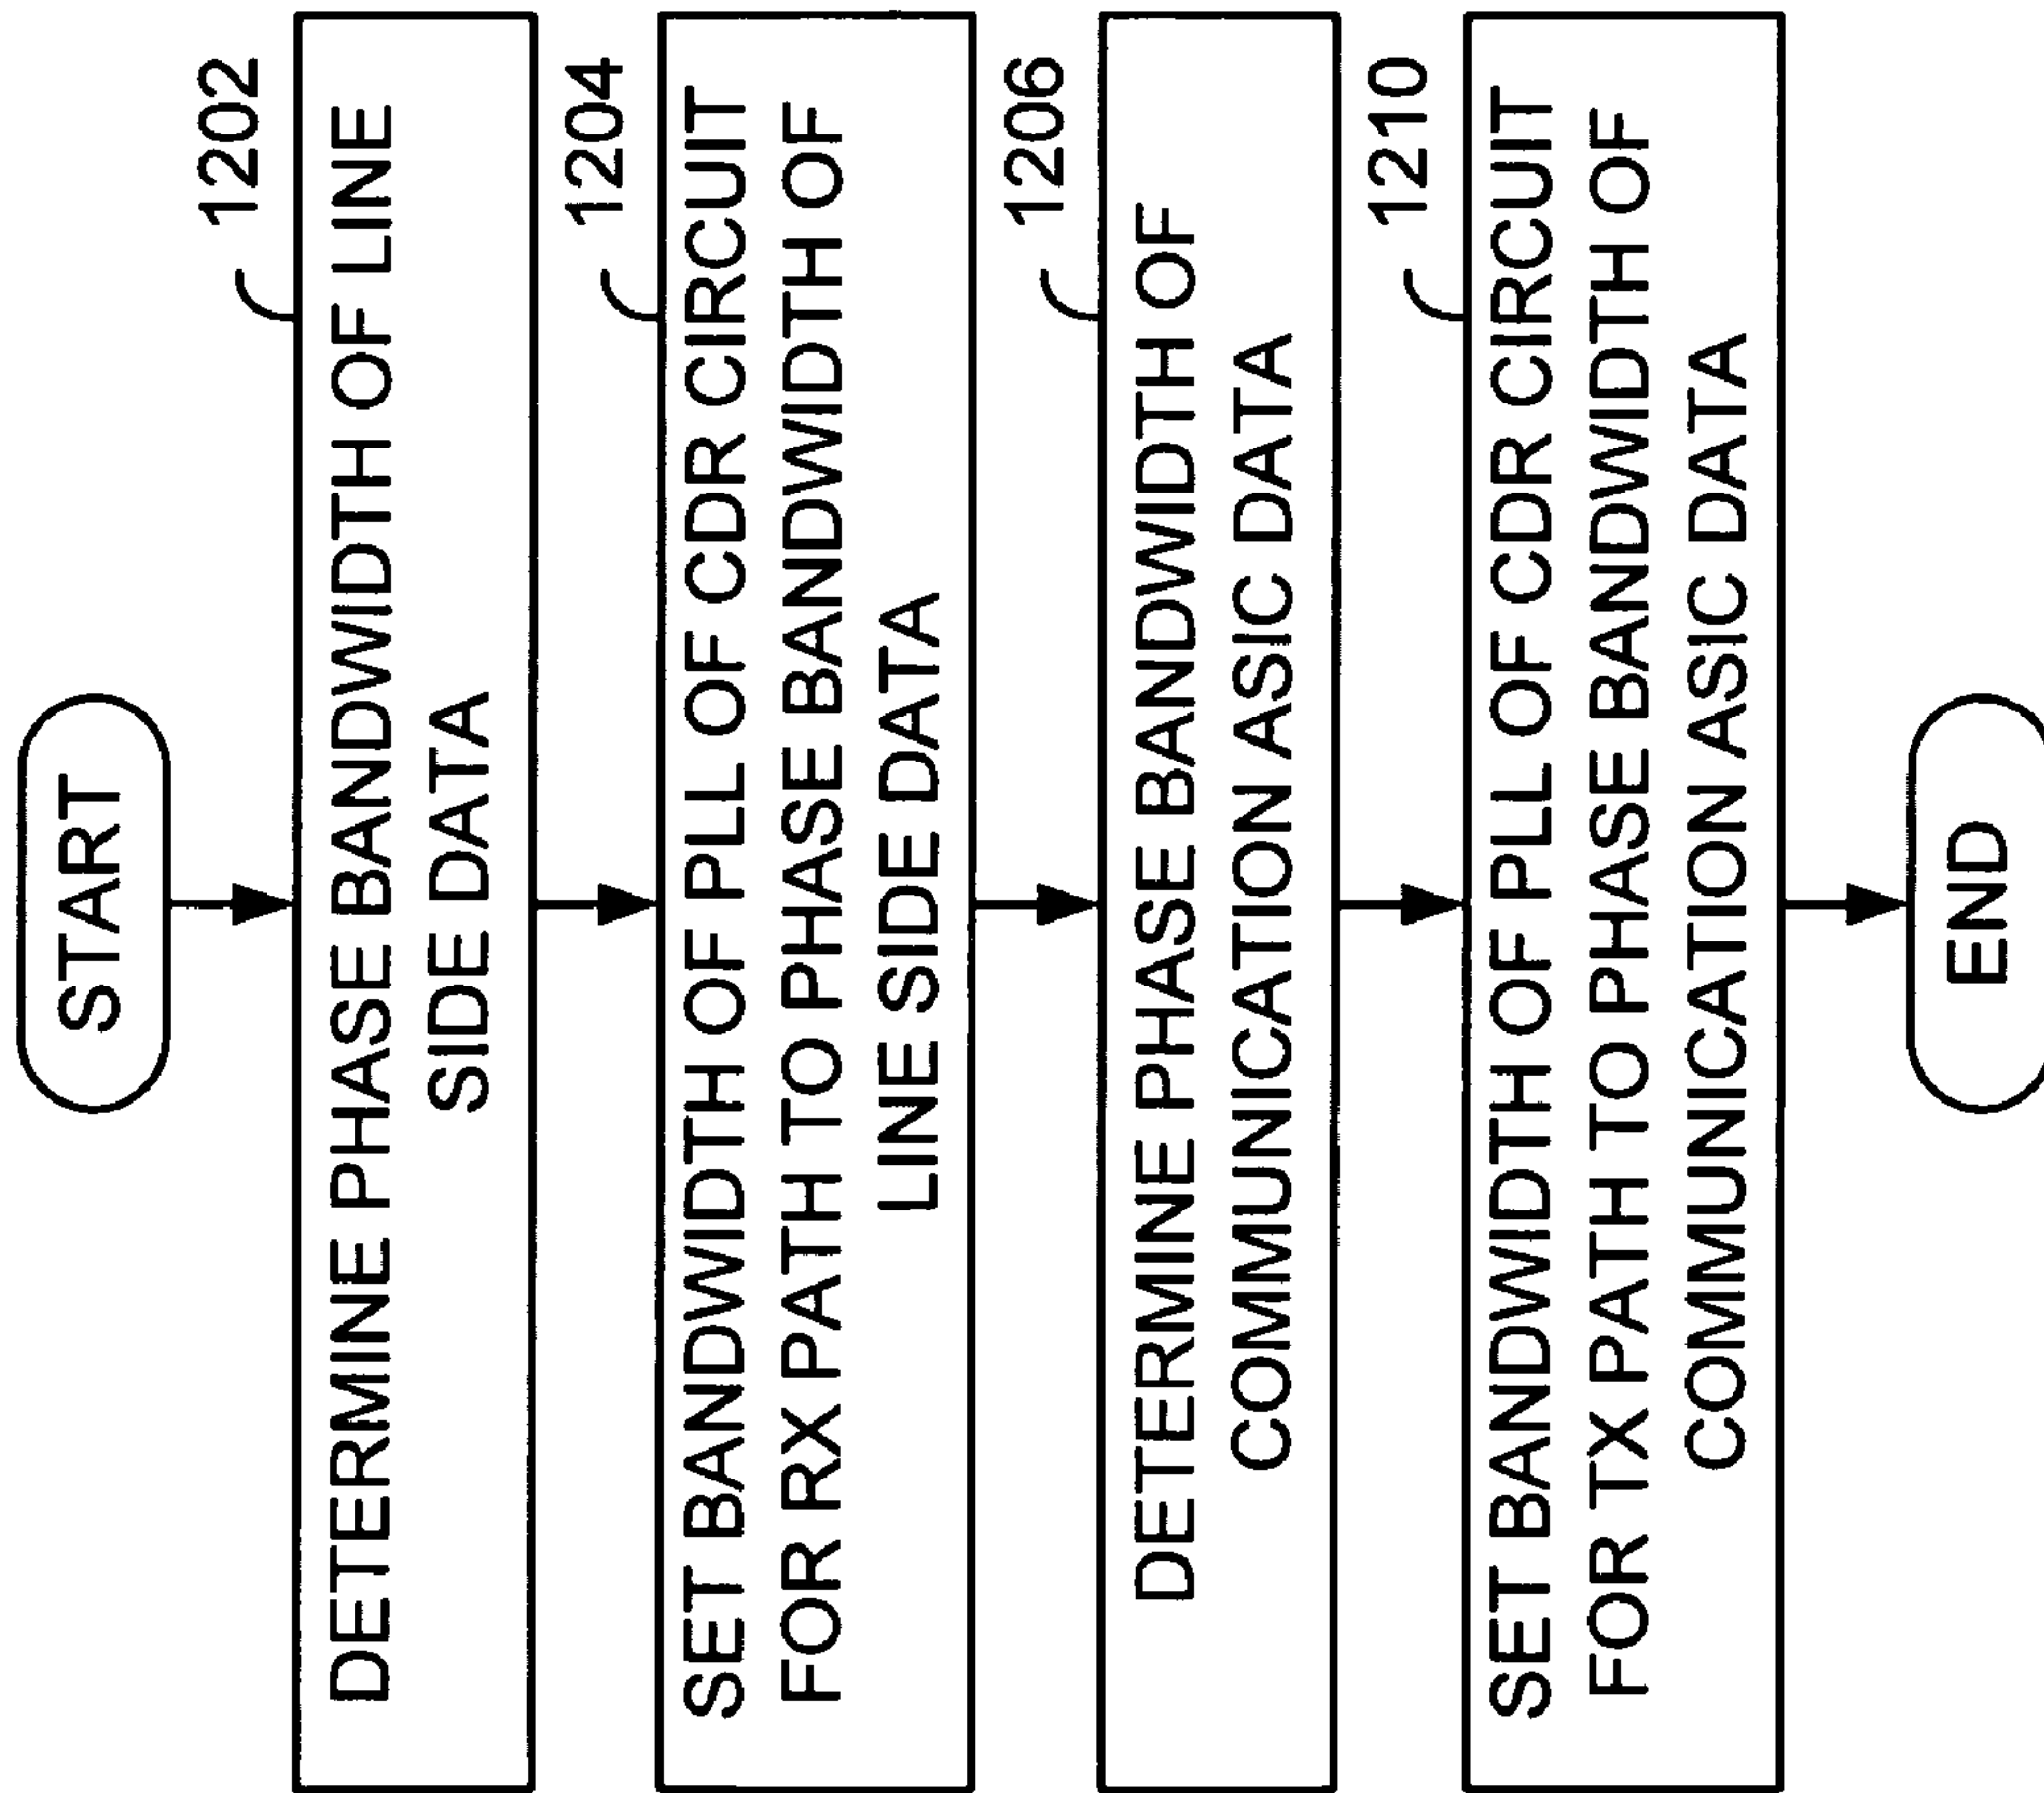 START
1202
DETERMINE PHASE BANDWIDTH OF LINE
SIDE DATA
1204
SET BANDWIDTH OF PLL OF CDR CIRCUIT
FOR RX PATH TO PHASE BANDWIDTH OF
LINE SIDE DATA
1206
DETERMINE PHASE BANDWIDTH OF
COMMUNICATION ASIC DATA
1210
SET BANDWIDTH OF PLL OF CDR CIRCUIT
FOR TX PATH TO PHASE BANDWIDTH OF
COMMUNICATION ASIC DATA
END